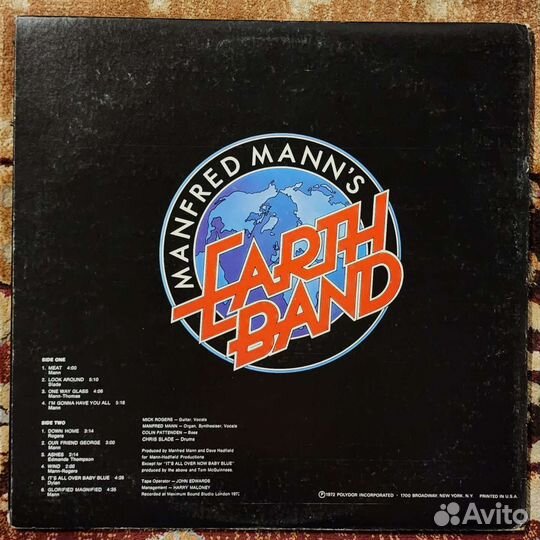 MANFRED MANN'S
EARTH
BAND
SIDE ONE
1. MEAT 4:00
Mann
2. LOOK AROUND 5:10
Slade
3. ONE WAY GLASS 4:06
Mann-Thomas
4. I'M GONNA HAVE YOU ALL 5:18
Mann
SIDE TWO
1. DOWN HOME 3:14
Rogers
2. OUR FRIEND GEORGE 3:00
Mann
3. ASHES 2:14
Edmonds Thompson
4. WIND 2:00
Mann-Rogers
5. IT'S ALL OVER BABY BLUE 4:28
Dylan
6. GLORIFIED MAGNIFIED 4:35
Mann
MICK ROGERS — Guitar, Vocals
MANFRED MANN — Organ, Synthesiser, Vocals
COLIN PATTENDEN — Bass
CHRIS SLADE — Drums
Produced by Manfred Mann and Dave Hadfield
for Mann-Hadfield Productions
Except for "IT'S ALL OVER NOW BABY BLUE"
produced by the above and Tom McGuinness.
Tape Operator — JOHN EDWARDS
Management — HARRY MALONEY
Recorded at Maximum Sound Studio London 1972
Ⓟ 1972 POLYDOR INCORPORATED · 1700 BROADWAY, NEW YORK, N.Y. PRINTED IN U.S.A.
Avito